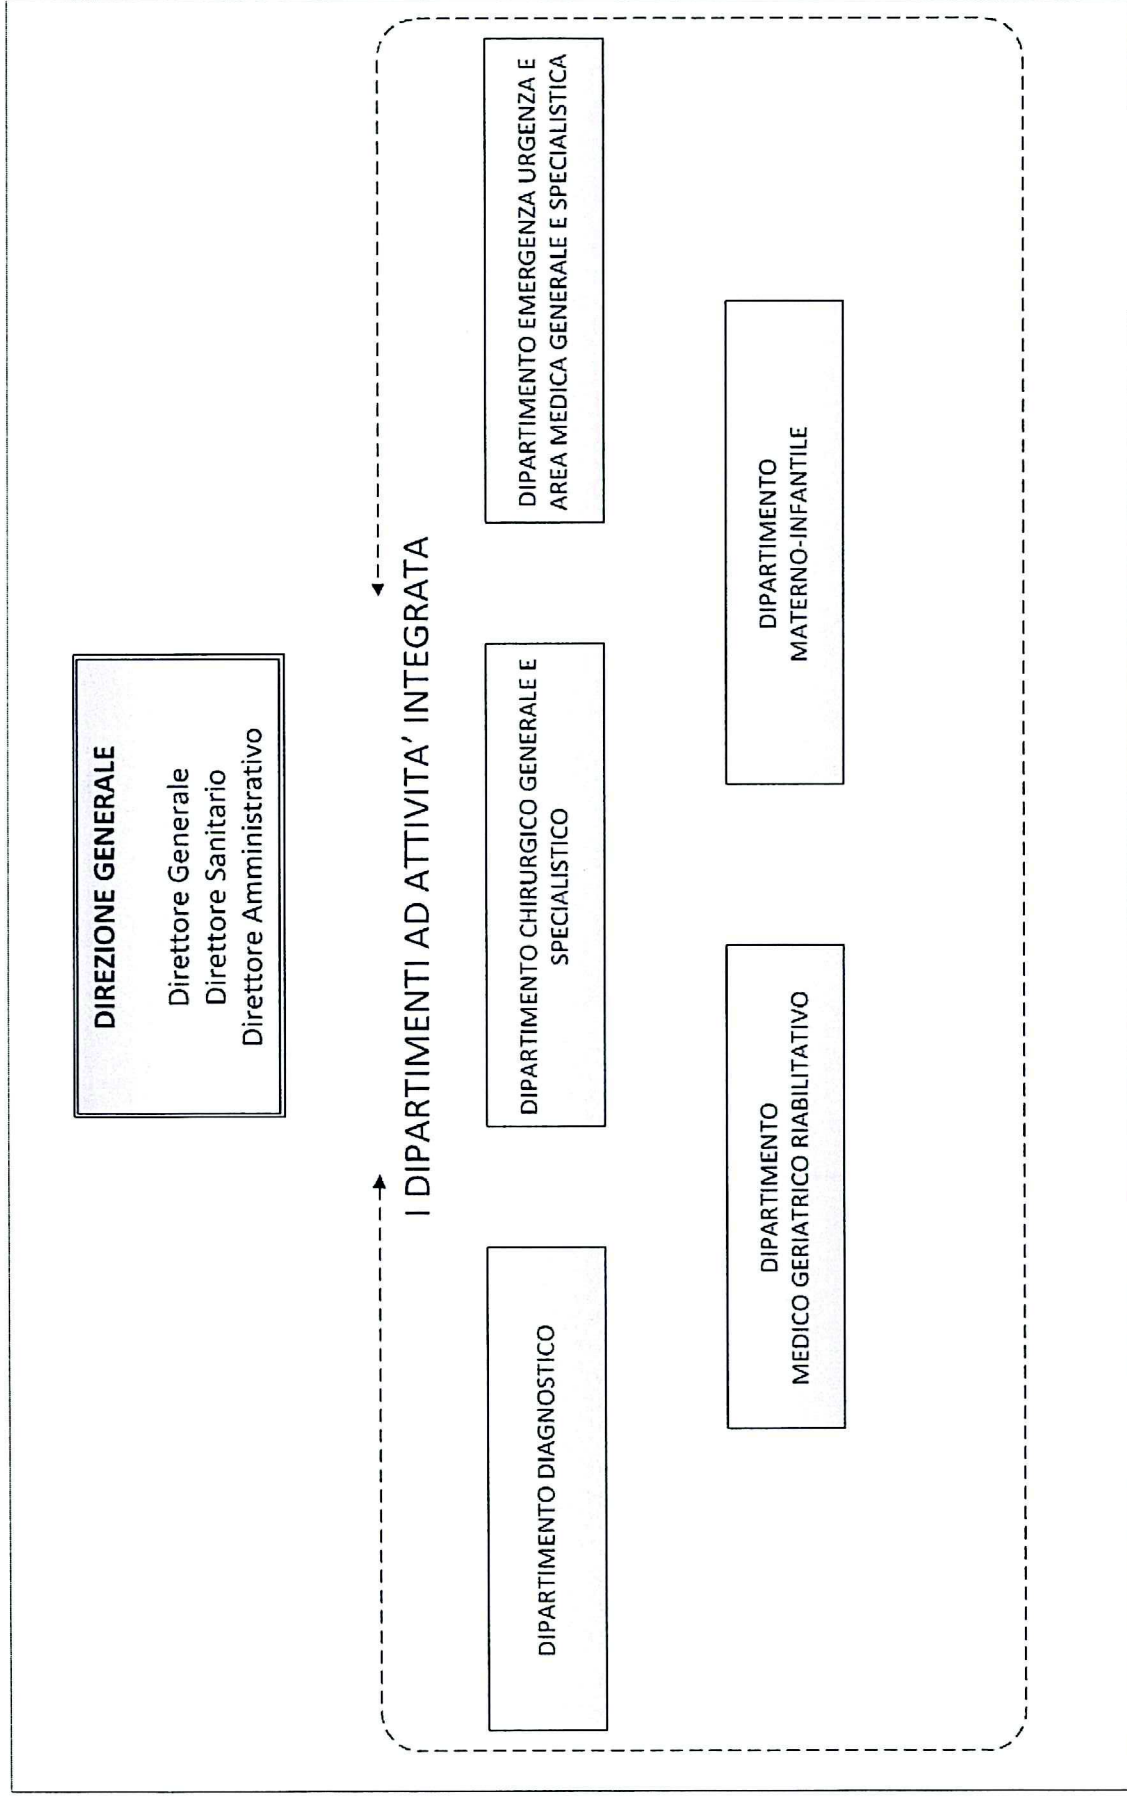 DIREZIONE GENERALE
Direttore Generale
Direttore Sanitario
Direttore Amministrativo
I DIPARTIMENTI AD ATTIVITA' INTEGRATA
DIPARTIMENTO DIAGNOSTICO
DIPARTIMENTO CHIRURGICO GENERALE E
SPECIALISTICO
DIPARTIMENTO EMERGENZA URGENZA E
AREA MEDICA GENERALE E SPECIALISTICA
DIPARTIMENTO
MEDICO GERIATRICO RIABILITATIVO
DIPARTIMENTO
MATERNO-INFANTILE